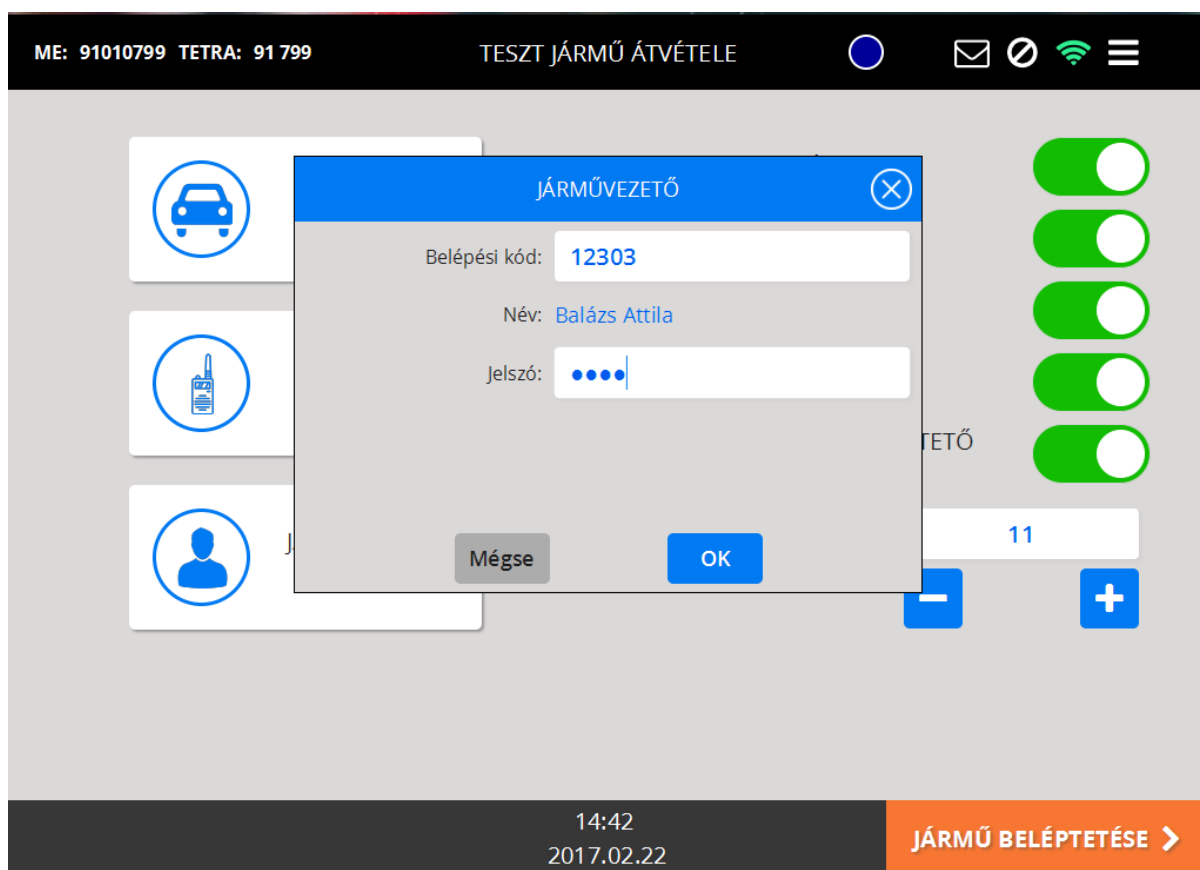 ME: 91010799 TETRA: 91 799
TESZT JÁRMŰ ÁTVÉTELE
JÁRMŰVEZETŐ
Belépési kód: 12303
Név: Balázs Attila
Jelszó: ••••
TETŐ
11
Mégse
OK
14:42
2017.02.22
JÁRMŰ BELÉPTETÉSE